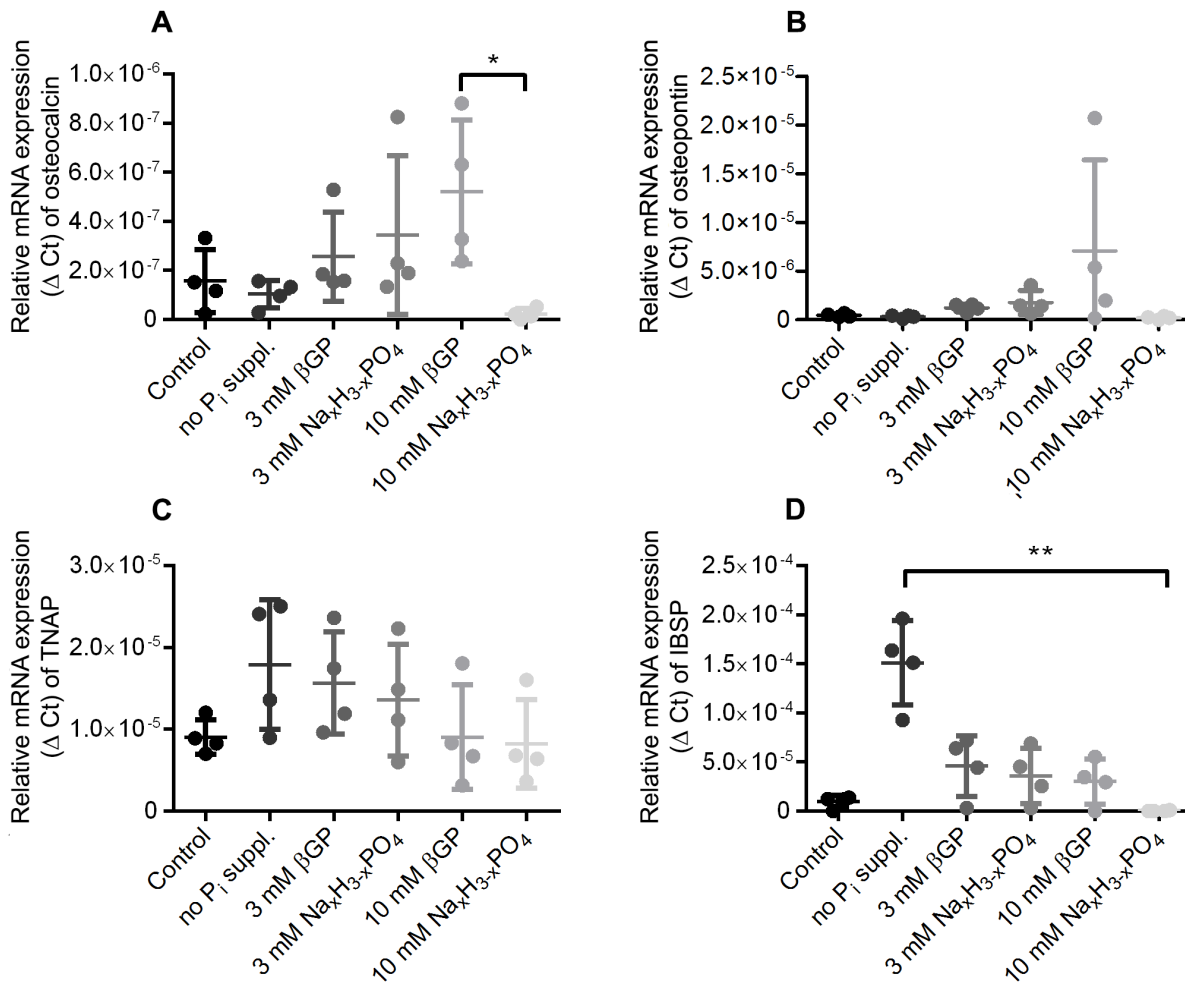 A
Relative mRNA expression
(Δ Ct) of osteocalcin
1.0×10⁻⁶
8.0×10⁻⁷
6.0×10⁻⁷
4.0×10⁻⁷
2.0×10⁻⁷
0
*
Control
no Pᵢ suppl.
3 mM βGP
3 mM NaₓH₃₋ₓPO₄
10 mM βGP
10 mM NaₓH₃₋ₓPO₄
B
Relative mRNA expression
(Δ Ct) of osteopontin
2.5×10⁻⁵
2.0×10⁻⁵
1.5×10⁻⁵
1.0×10⁻⁵
5.0×10⁻⁶
0
Control
no Pᵢ suppl.
3 mM βGP
3 mM NaₓH₃₋ₓPO₄
10 mM βGP
,10 mM NaₓH₃₋ₓPO₄
C
Relative mRNA expression
(Δ Ct) of TNAP
3.0×10⁻⁵
2.0×10⁻⁵
1.0×10⁻⁵
0
Control
no Pᵢ suppl.
3 mM βGP
3 mM NaₓH₃₋ₓPO₄
10 mM βGP
10 mM NaₓH₃₋ₓPO₄
D
Relative mRNA expression
(Δ Ct) of IBSP
2.5×10⁻⁴
2.0×10⁻⁴
1.5×10⁻⁴
1.0×10⁻⁴
5.0×10⁻⁵
0
**
Control
no Pᵢ suppl.
3 mM βGP
3 mM NaₓH₃₋ₓPO₄
10 mM βGP
10 mM NaₓH₃₋ₓPO₄